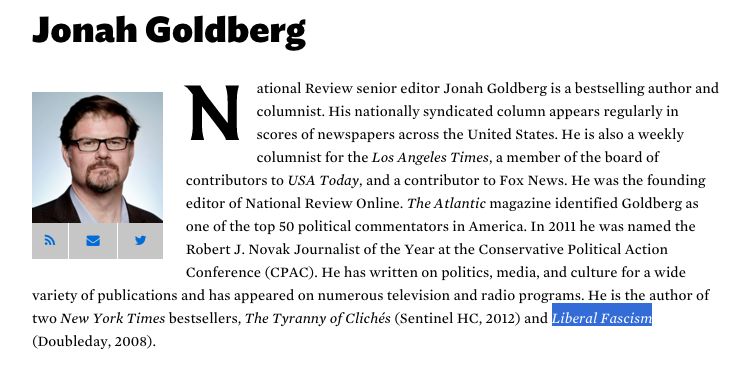 Jonah Goldberg
National Review senior editor Jonah Goldberg is a bestselling author and
columnist. His nationally syndicated column appears regularly in
scores of newspapers across the United States. He is also a weekly
columnist for the Los Angeles Times, a member of the board of
contributors to USA Today, and a contributor to Fox News. He was the founding
editor of National Review Online. The Atlantic magazine identified Goldberg as
one of the top 50 political commentators in America. In 2011 he was named the
Robert J. Novak Journalist of the Year at the Conservative Political Action
Conference (CPAC). He has written on politics, media, and culture for a wide
variety of publications and has appeared on numerous television and radio programs. He is the author of
two New York Times bestsellers, The Tyranny of Clichés (Sentinel HC, 2012) and Liberal Fascism
(Doubleday, 2008).